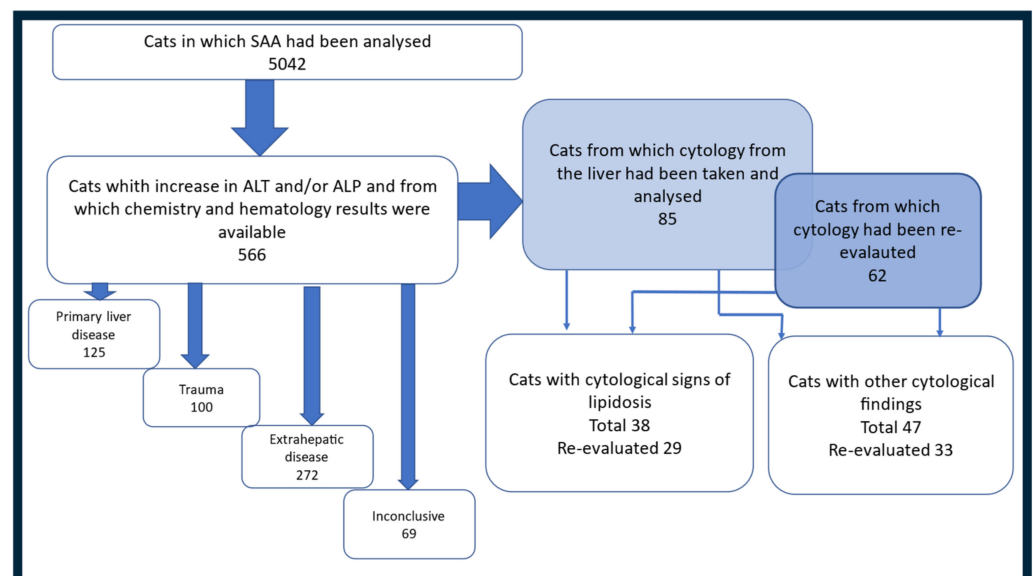 Cats in which SAA had been analysed
5042
Cats whith increase in ALT and/or ALP and from
which chemistry and hematology results were
available
566
Cats from which cytology from
the liver had been taken and
analysed
85
Cats from which
cytology had been re-
evalauted
62
Primary liver
disease
125
Trauma
100
Extrahepatic
disease
272
Inconclusive
69
Cats with cytological signs of
lipidosis
Total 38
Re-evaluated 29
Cats with other cytological
findings
Total 47
Re-evaluated 33